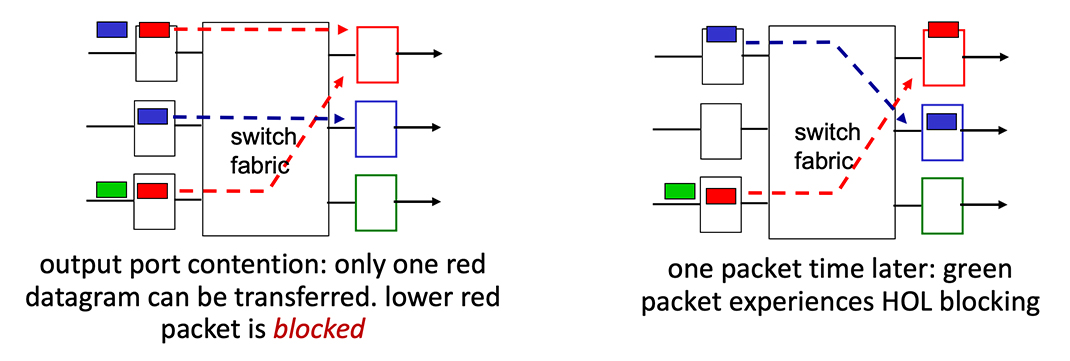 switch
fabric
output port contention: only one red
datagram can be transferred. lower red
packet is blocked
switch
fabric
one packet time later: green
packet experiences HOL blocking